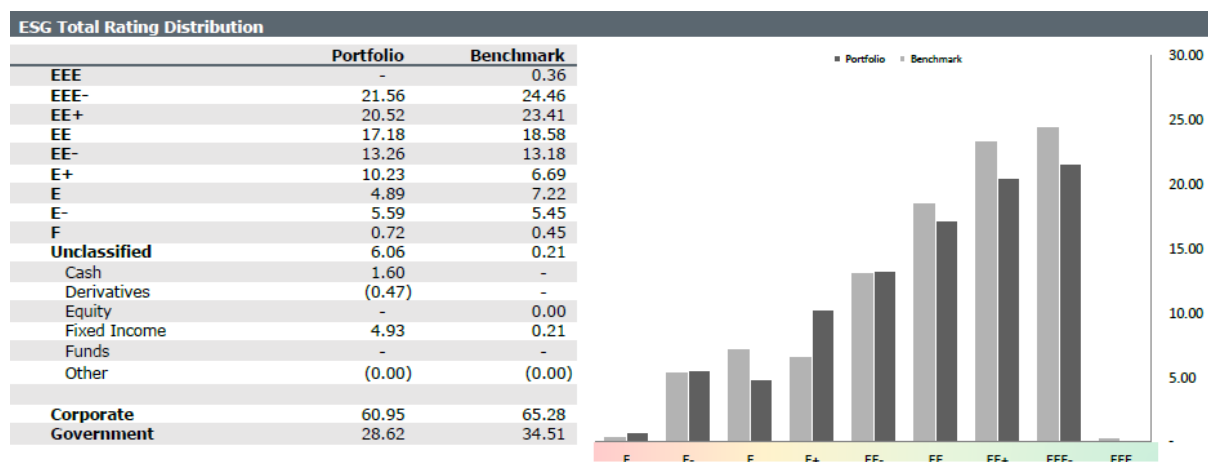 ESG Total Rating Distribution
Portfolio Benchmark
EEE - 0.36
EEE- 21.56 24.46
EE+ 20.52 23.41
EE 17.18 18.58
EE- 13.26 13.18
E+ 10.23 6.69
E 4.89 7.22
E- 5.59 5.45
F 0.72 0.45
Unclassified 6.06 0.21
Cash 1.60 -
Derivatives (0.47) -
Equity - 0.00
Fixed Income 4.93 0.21
Funds - -
Other (0.00) (0.00)
Corporate 60.95 65.28
Government 28.62 34.51
Portfolio Benchmark
30.00
25.00
20.00
15.00
10.00
5.00
-
F E- E E+ EE- EE EE+ EEE- EEE